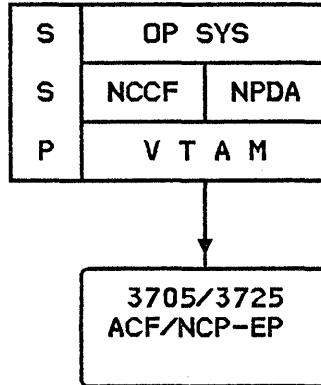 S OP SYS
S NCCF NPDA
P V T A M
3705/3725
ACF/NCP-EP